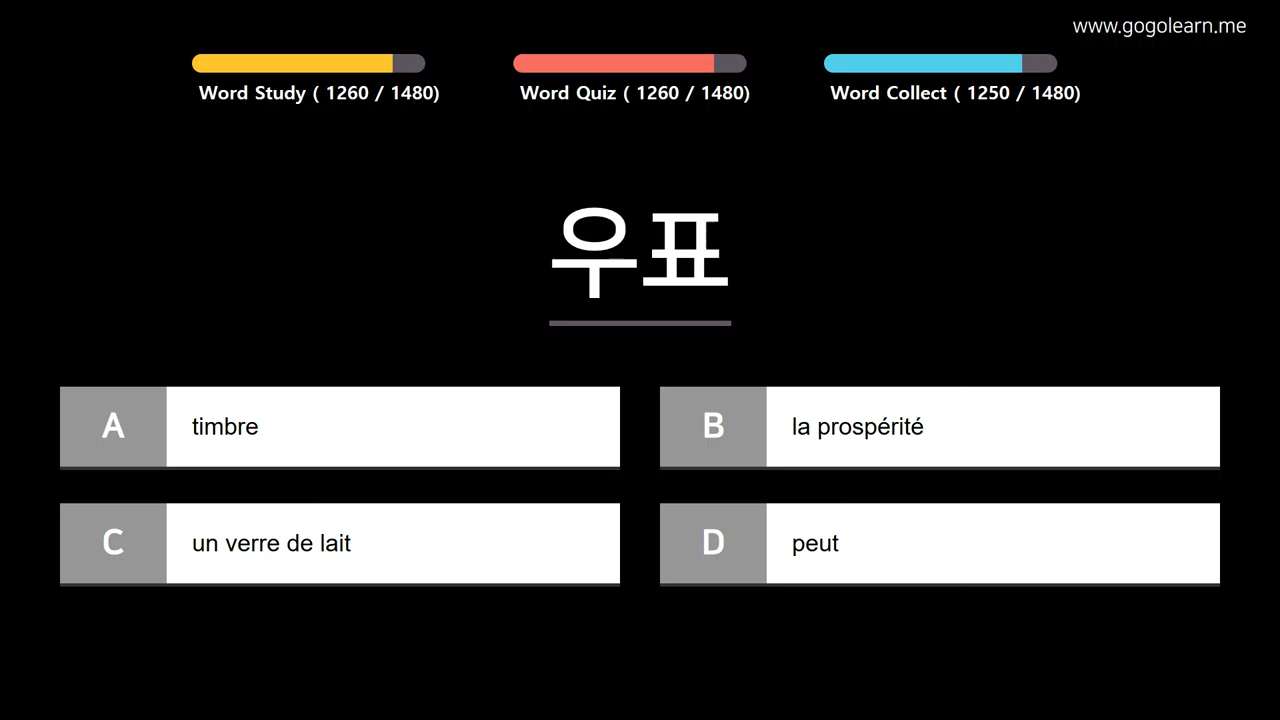 www.gogolearn.me
Word Study ( 1260 / 1480)
Word Quiz ( 1260 / 1480)
Word Collect ( 1250 / 1480)
우표
A timbre
B la prospérité
C un verre de lait
D peut